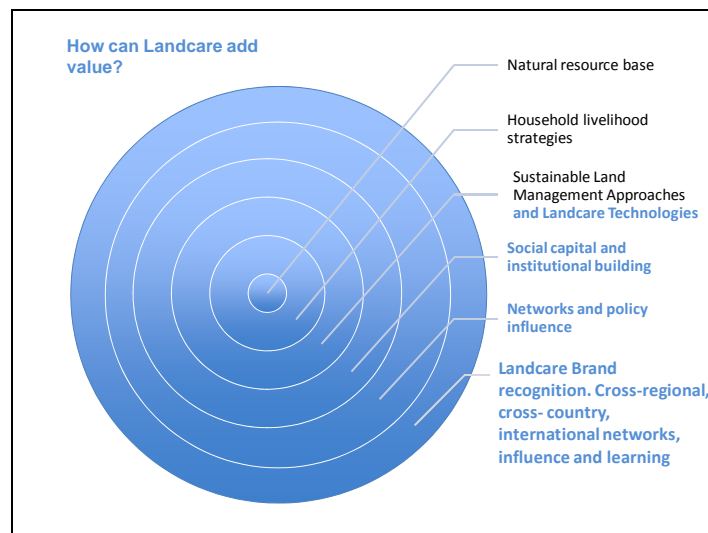 How can Landcare add
value?
Natural resource base
Household livelihood
strategies
Sustainable Land
Management Approaches
and Landcare Technologies
Social capital and
institutional building
Networks and policy
influence
Landcare Brand
recognition. Cross-regional,
cross- country,
international networks,
influence and learning